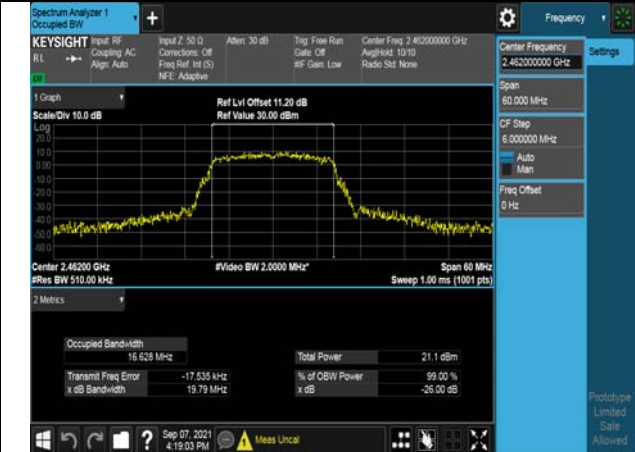 Spectrum Analyzer 1
Occupied BW
+
Frequency
KEYSIGHT
RL
Input: RF
Coupling: AC
Align: Auto
Input Z: 50 Ω
Corrections: Off
Freq Ref: Int (S)
NFE: Adaptive
Atten: 30 dB
Trig: Free Run
Gate: Off
#IF Gain: Low
Center Freq: 2.462000000 GHz
Avg|Hold: 10/10
Radio Std: None
Center Frequency
2.462000000 GHz
Settings
Span
60.000 MHz
CF Step
6.000000 MHz
Auto
Man
Freq Offset
0 Hz
1 Graph
Scale/Div 10.0 dB
Ref Lvl Offset 11.20 dB
Ref Value 30.00 dBm
Log
20.0
10.0
0.00
-10.0
-20.0
-30.0
-40.0
-50.0
-60.0
Center 2.46200 GHz
#Video BW 2.0000 MHz*
Span 60 MHz
#Res BW 510.00 kHz
Sweep 1.00 ms (1001 pts)
2 Metrics
Occupied Bandwidth
16.628 MHz
Total Power 21.1 dBm
Transmit Freq Error -17.535 kHz
% of OBW Power 99.00 %
x dB Bandwidth 19.79 MHz
x dB -26.00 dB
Prototype
Limited
Sale
Allowed
?
Sep 07, 2021
4:19:03 PM
Meas Uncal